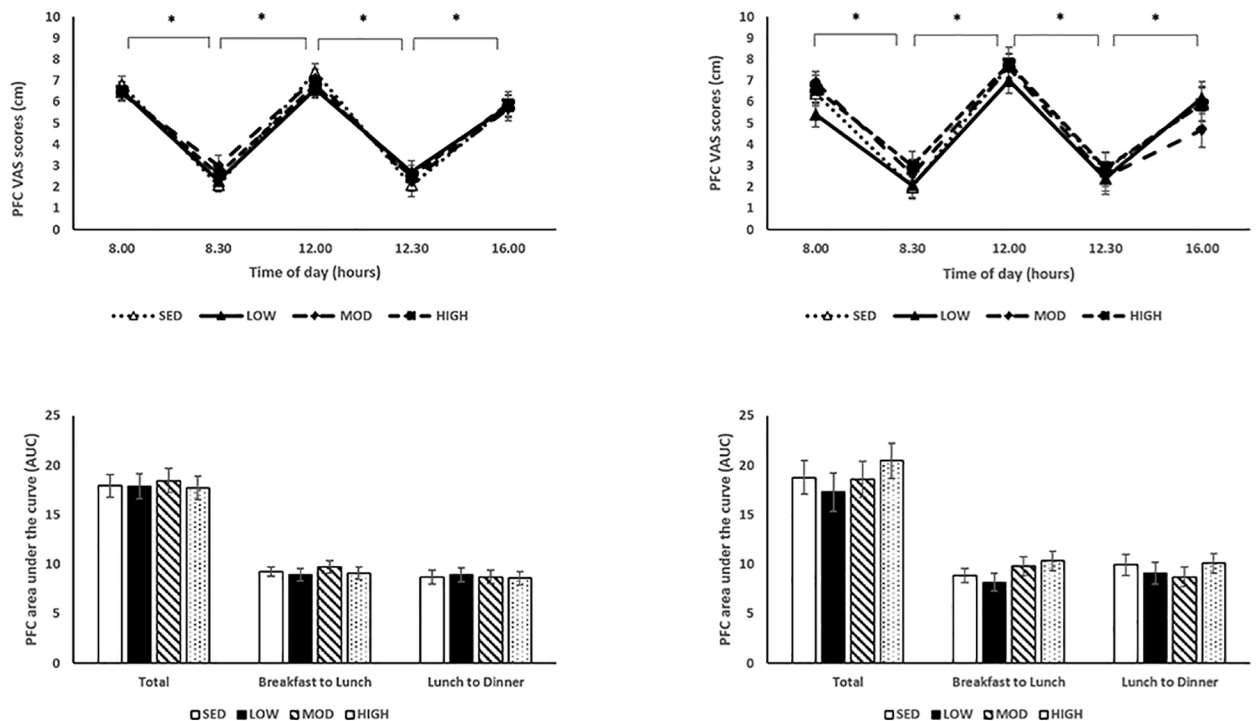 * * * *
10
9
8
7
6
5
4
3
2
1
0
PFC VAS scores (cm)
8.00 8.30 12.00 12.30 16.00
Time of day (hours)
SED LOW MOD HIGH
* * * *
10
9
8
7
6
5
4
3
2
1
0
PFC VAS scores (cm)
8.00 8.30 12.00 12.30 16.00
Time of day (hours)
SED LOW MOD HIGH
25
20
15
10
5
0
PFC area under the curve (AUC)
Total Breakfast to Lunch Lunch to Dinner
SED LOW MOD HIGH
25
20
15
10
5
0
PFC area under the curve (AUC)
Total Breakfast to Lunch Lunch to Dinner
SED LOW MOD HIGH